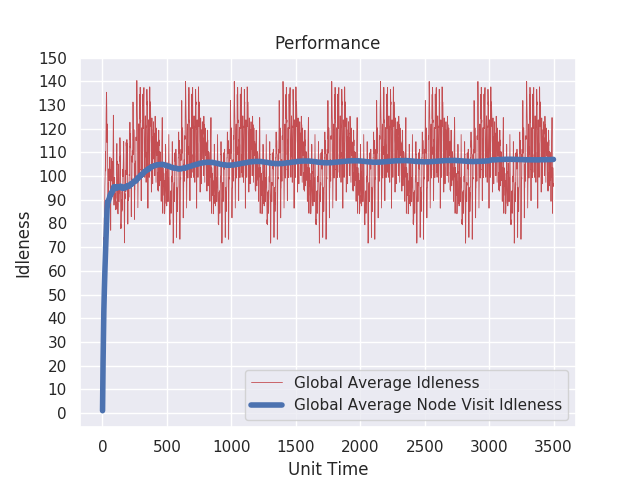 Performance
150
140
130
120
110
100
90
80
70
60
50
40
30
20
10
0
Idleness
0 500 1000 1500 2000 2500 3000 3500
Unit Time
Global Average Idleness
Global Average Node Visit Idleness